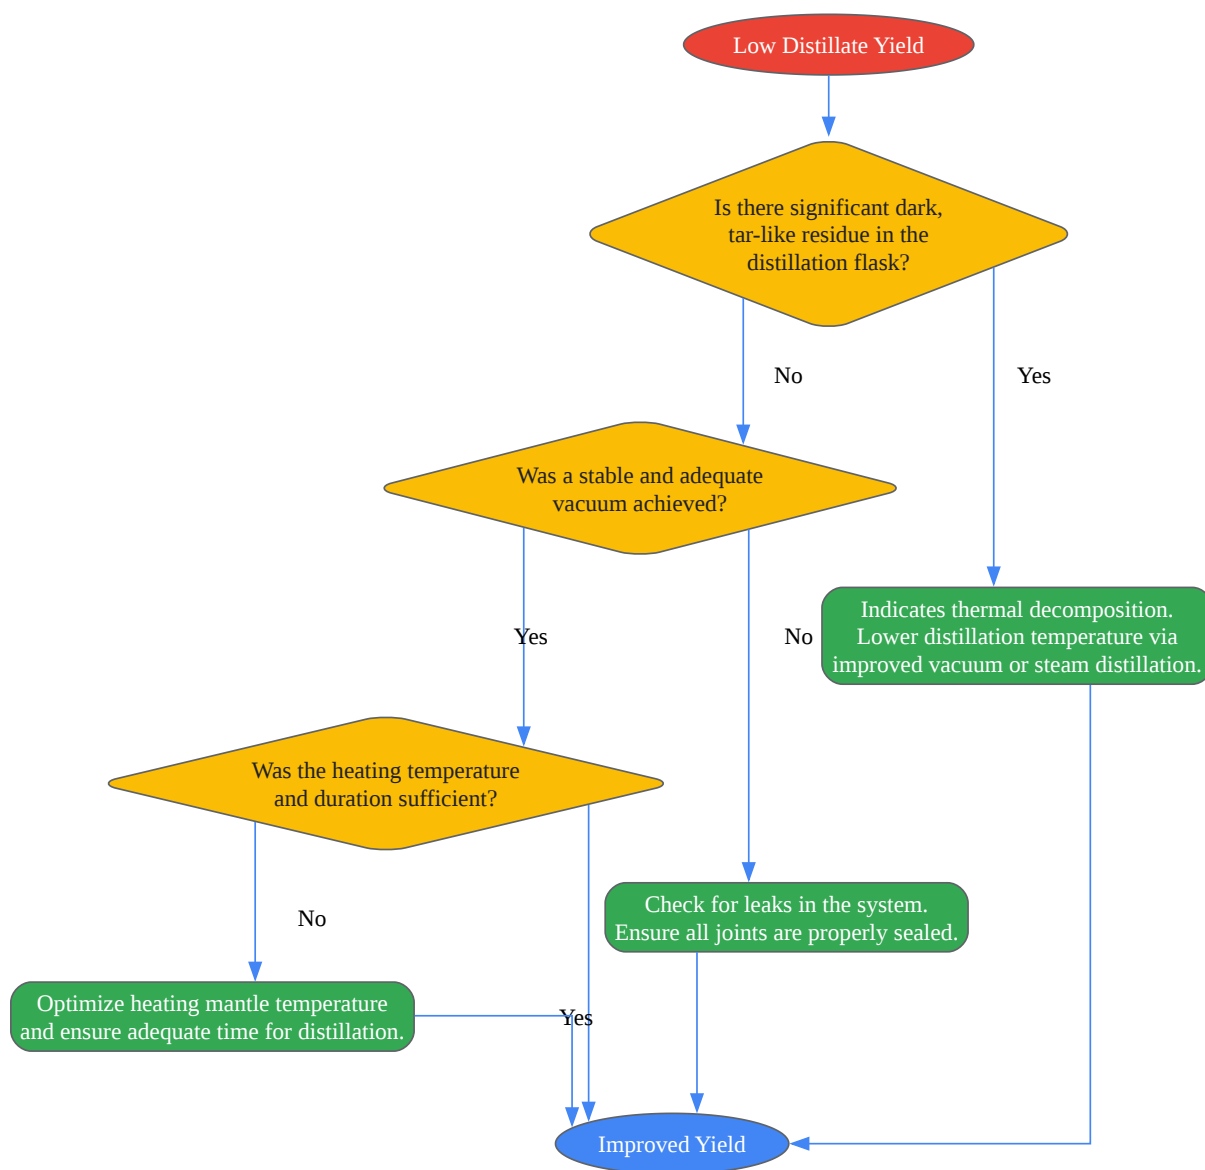 Low Distillate Yield
Is there significant dark,
tar-like residue in the
distillation flask?
No
Yes
Was a stable and adequate
vacuum achieved?
Indicates thermal decomposition.
Lower distillation temperature via
improved vacuum or steam distillation.
Yes
No
Was the heating temperature
and duration sufficient?
Check for leaks in the system.
Ensure all joints are properly sealed.
No
Optimize heating mantle temperature
and ensure adequate time for distillation.
Yes
Improved Yield